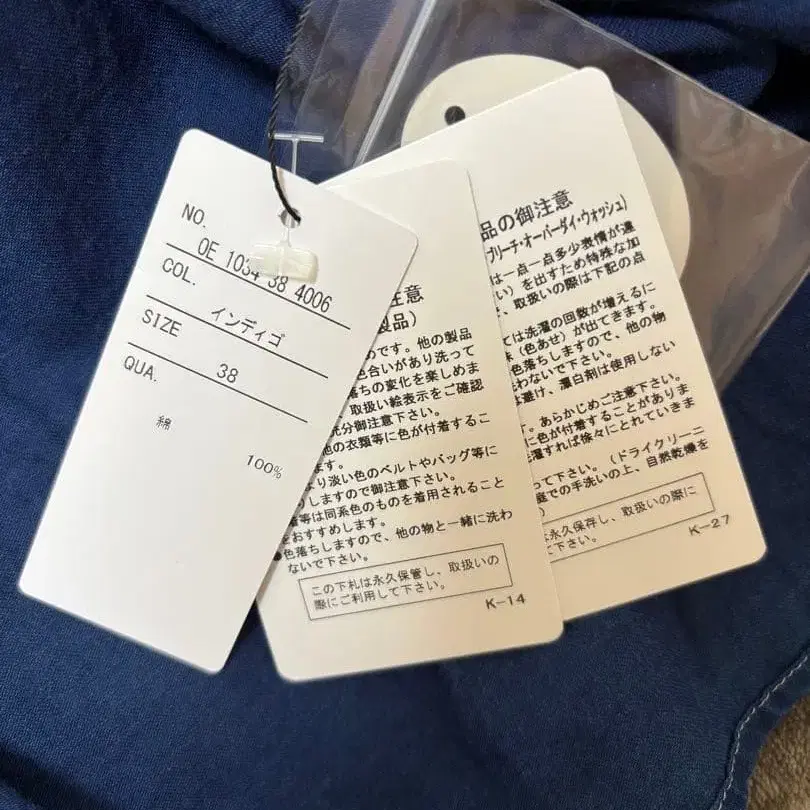 NO.
OE 1034 38 4006
COL.
インディゴ
SIZE
38
QUA.
綿
100%
注意
製品)
めです。他の製品
色合いがあり洗って
落ちの変化を楽しめま
取扱い絵表示をご確認
充分御注意下さい。
他の衣類等に色が付着するこ
ます。
より淡い色のベルトやバッグ等に
りしますので御注意下さい。
着等は同系色のものを着用されること
をおすすめします。
●色落ちしますので、他の物と一緒に洗わ
ないで下さい。
この下札は永久保管し、取扱いの
際にご利用して下さい。
K-14
品の御注意
ブリーチ・オーバーダイ・ウォッシュ)
は一点一点多少表情が違
い)を出すため特殊な加
、取扱いの際は下記の点
ては洗濯の回数が増えるに
味(色あせ)が出てきます。
色落ちしますので、他の物
洗わないで下さい。
は避け、漂白剤は使用しない
す。あらかじめご注意下さい。
に色が付着することがありま
濯すれば徐々にとれていきま
って下さい。(ドライクリーニ
庭での手洗いの上、自然乾燥を
)
は永久保存し、取扱いの際に
て下さい。
K-27